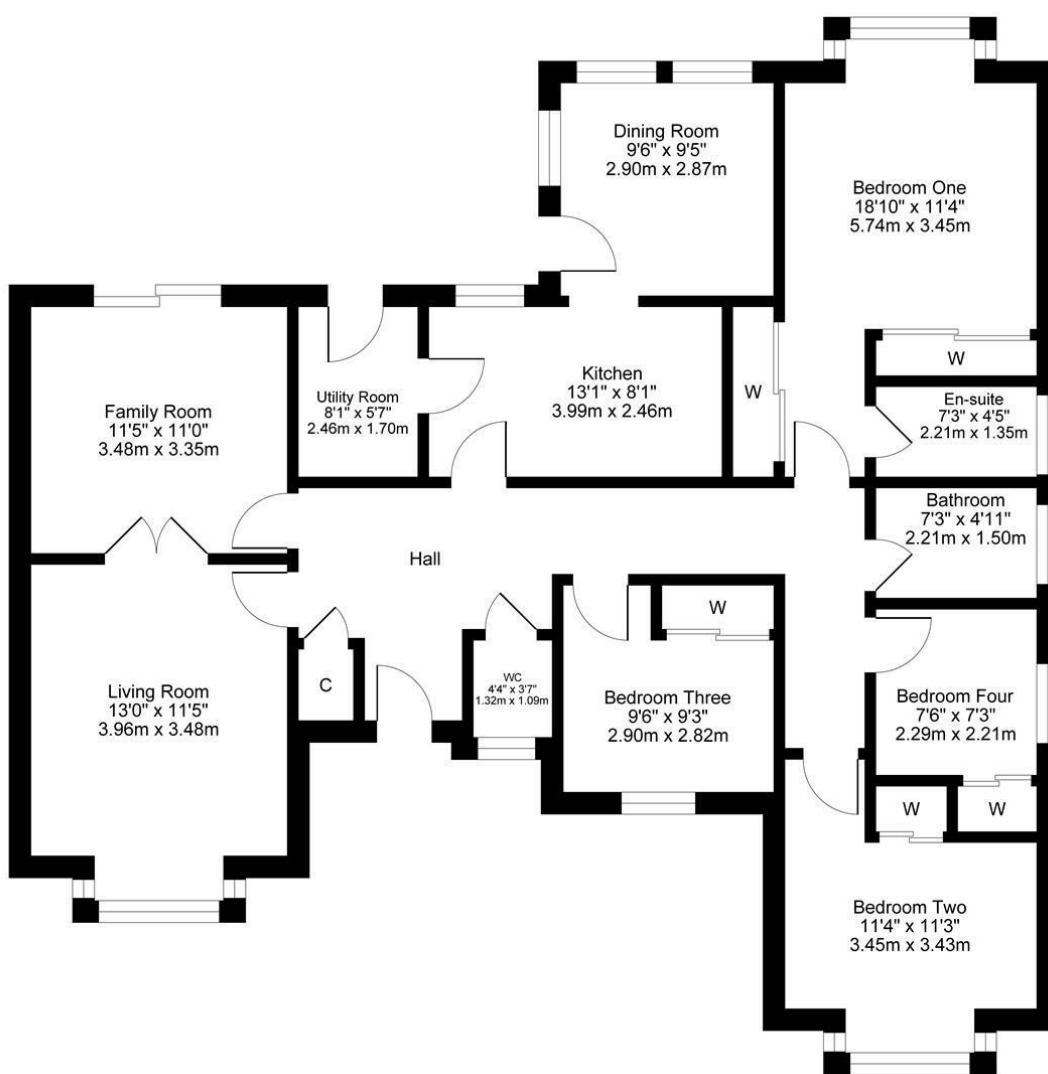 Dining Room
9'6" x 9'5"
2.90m x 2.87m
Bedroom One
18'10" x 11'4"
5.74m x 3.45m
W
Kitchen
13'1" x 8'1"
3.99m x 2.46m
W
Utility Room
8'1" x 5'7"
2.46m x 1.70m
Family Room
11'5" x 11'0"
3.48m x 3.35m
En-suite
7'3" x 4'5"
2.21m x 1.35m
Bathroom
7'3" x 4'11"
2.21m x 1.50m
Hall
W
Living Room
13'0" x 11'5"
3.96m x 3.48m
C
WC
4'4" x 3'7"
1.32m x 1.09m
Bedroom Three
9'6" x 9'3"
2.90m x 2.82m
Bedroom Four
7'6" x 7'3"
2.29m x 2.21m
W
W
Bedroom Two
11'4" x 11'3"
3.45m x 3.43m